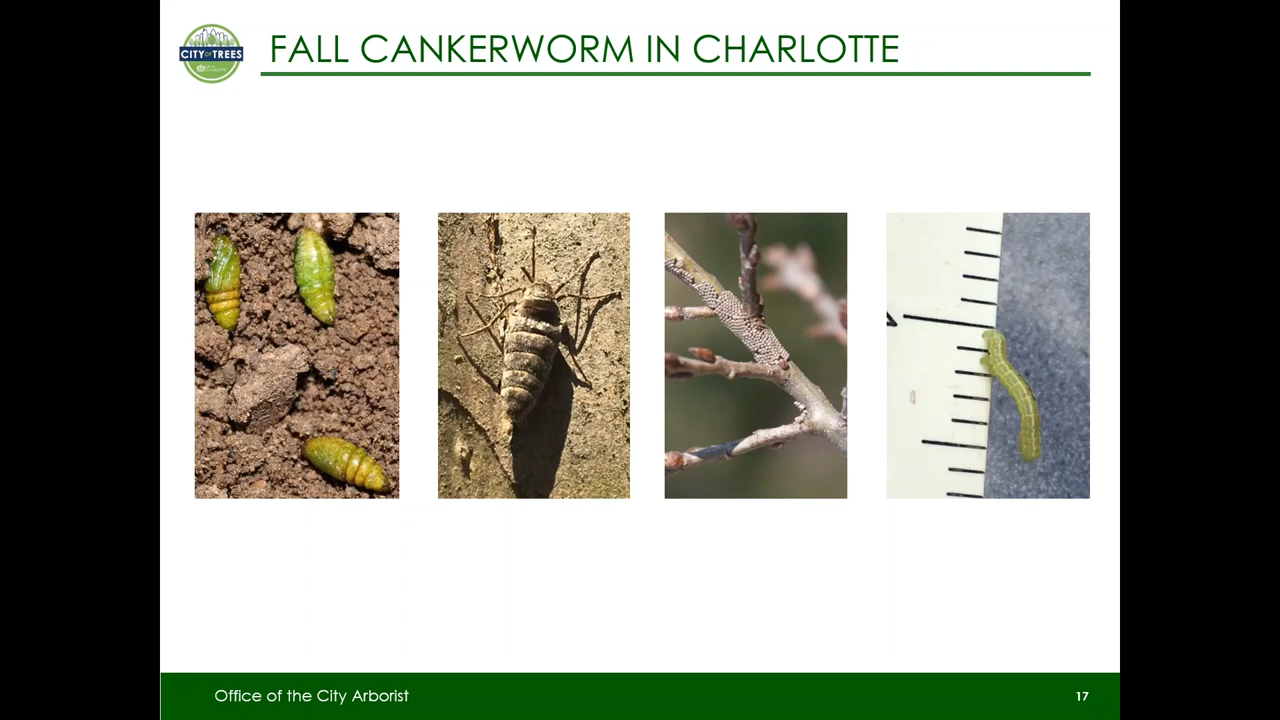 CITY OF TREES
FALL CANKERWORM IN CHARLOTTE
Office of the City Arborist
17